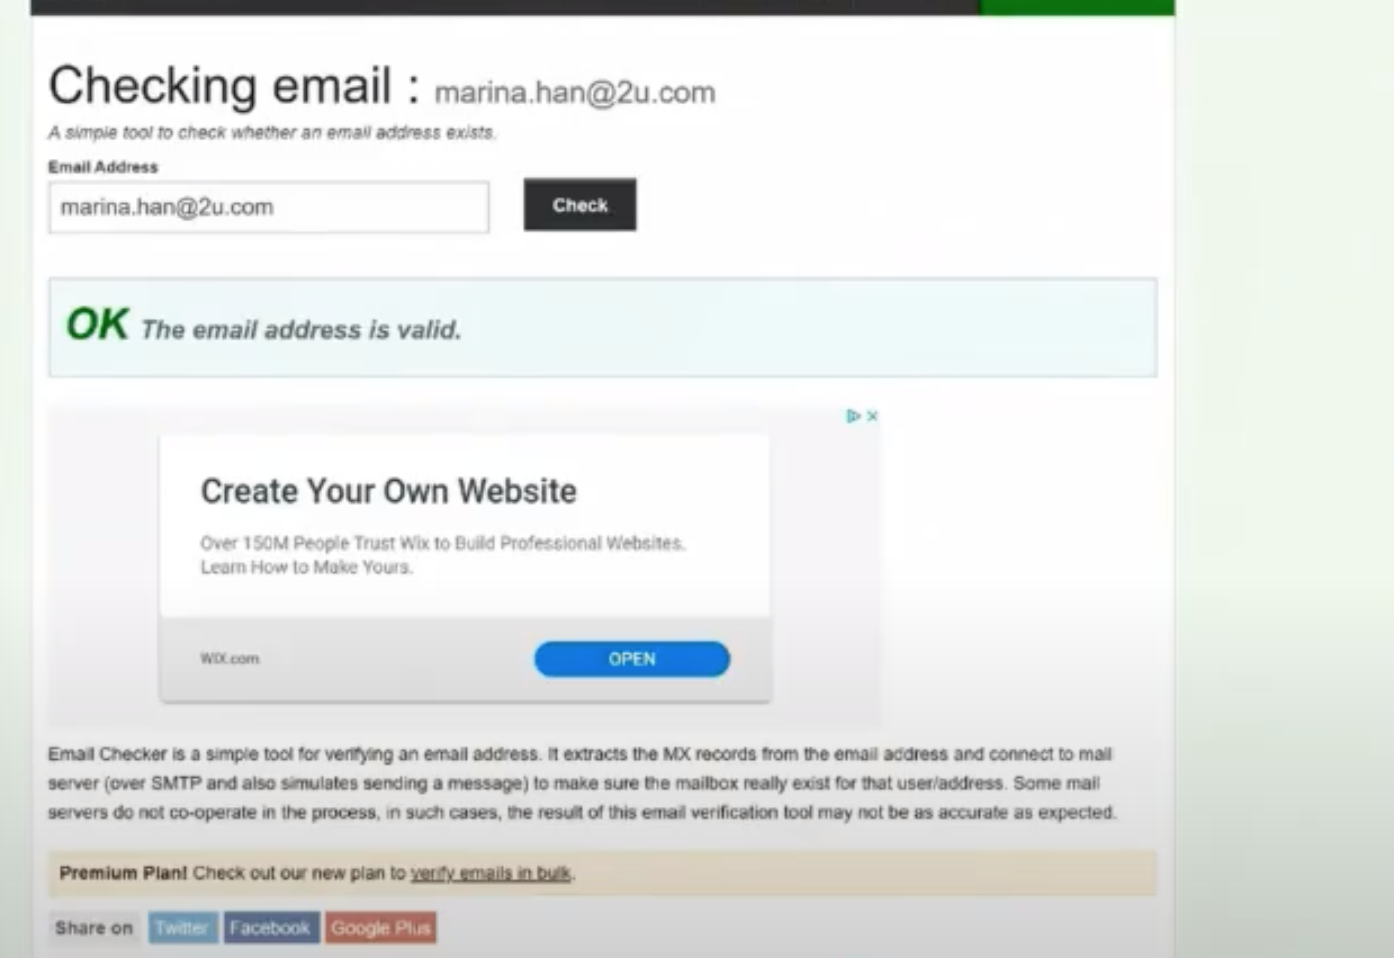 Checking email : marina.han@2u.com
A simple tool to check whether an email address exists.
Email Address
marina.han@2u.com
Check
OK The email address is valid.
Create Your Own Website
Over 150M People Trust Wix to Build Professional Websites.
Learn How to Make Yours.
WIX.com
OPEN
Email Checker is a simple tool for verifying an email address. It extracts the MX records from the email address and connect to mail
server (over SMTP and also simulates sending a message) to make sure the mailbox really exist for that user/address. Some mail
servers do not co-operate in the process, in such cases, the result of this email verification tool may not be as accurate as expected.
Premium Plan! Check out our new plan to verify emails in bulk.
Share on Twitter Facebook Google Plus